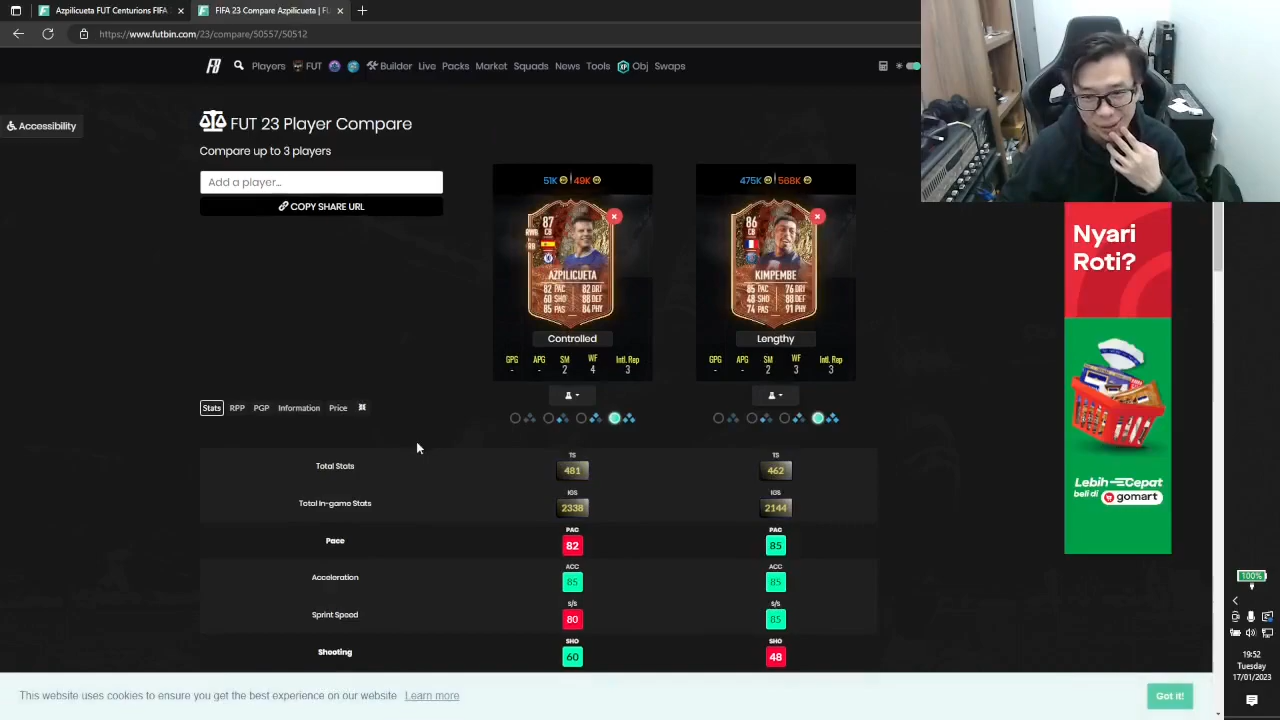 Azpilicueta FUT Centurions FIFA
FIFA 23 Compare Azpilicueta | FU
https://www.futbin.com/23/compare/50557/50512
Players FUT Builder Live Packs Market Squads News Tools Obj Swaps
Accessibility
FUT 23 Player Compare
Compare up to 3 players
Add a player...
COPY SHARE URL
51K 49K
87
CB
RWB
RB
AZPILICUETA
82 PAC 82 DRI
60 SHO 88 DEF
85 PAS 84 PHY
Controlled
GPG APG SM WF Intl. Rep
- - 2 4 3
475K 568K
86
CB
KIMPEMBE
85 PAC 76 DRI
48 SHO 88 DEF
74 PAS 91 PHY
Lengthy
GPG APG SM WF Intl. Rep
- - 2 3 3
Stats RPP PGP Information Price
TS TS
Total Stats 481 462
IGS IGS
Total In-game Stats 2338 2144
PAC PAC
Pace 82 85
ACC ACC
Acceleration 85 85
S/S S/S
Sprint Speed 80 85
SHO SHO
Shooting 60 48
Nyari
Roti?
Lebih Cepat
beli di gomart
This website uses cookies to ensure you get the best experience on our website Learn more
Got it!
100%
19:52
Tuesday
17/01/2023